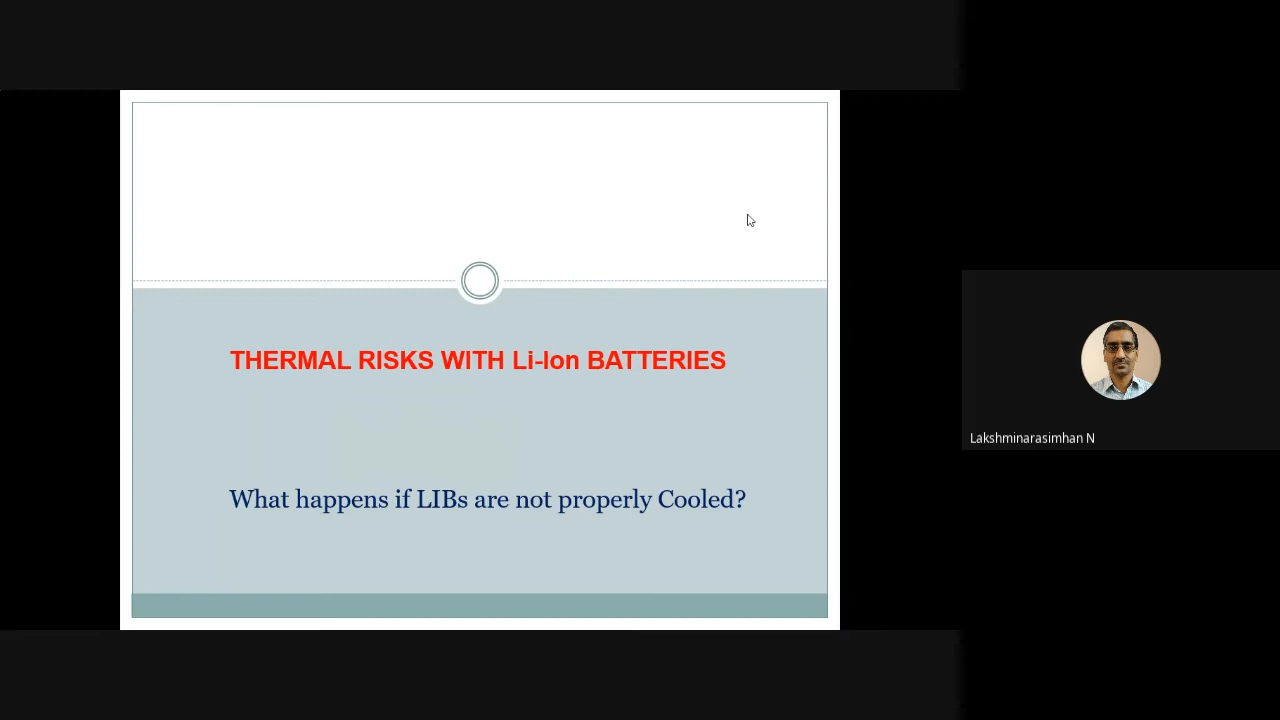 THERMAL RISKS WITH Li-Ion BATTERIES
What happens if LIBs are not properly Cooled?
Lakshminarasimhan N